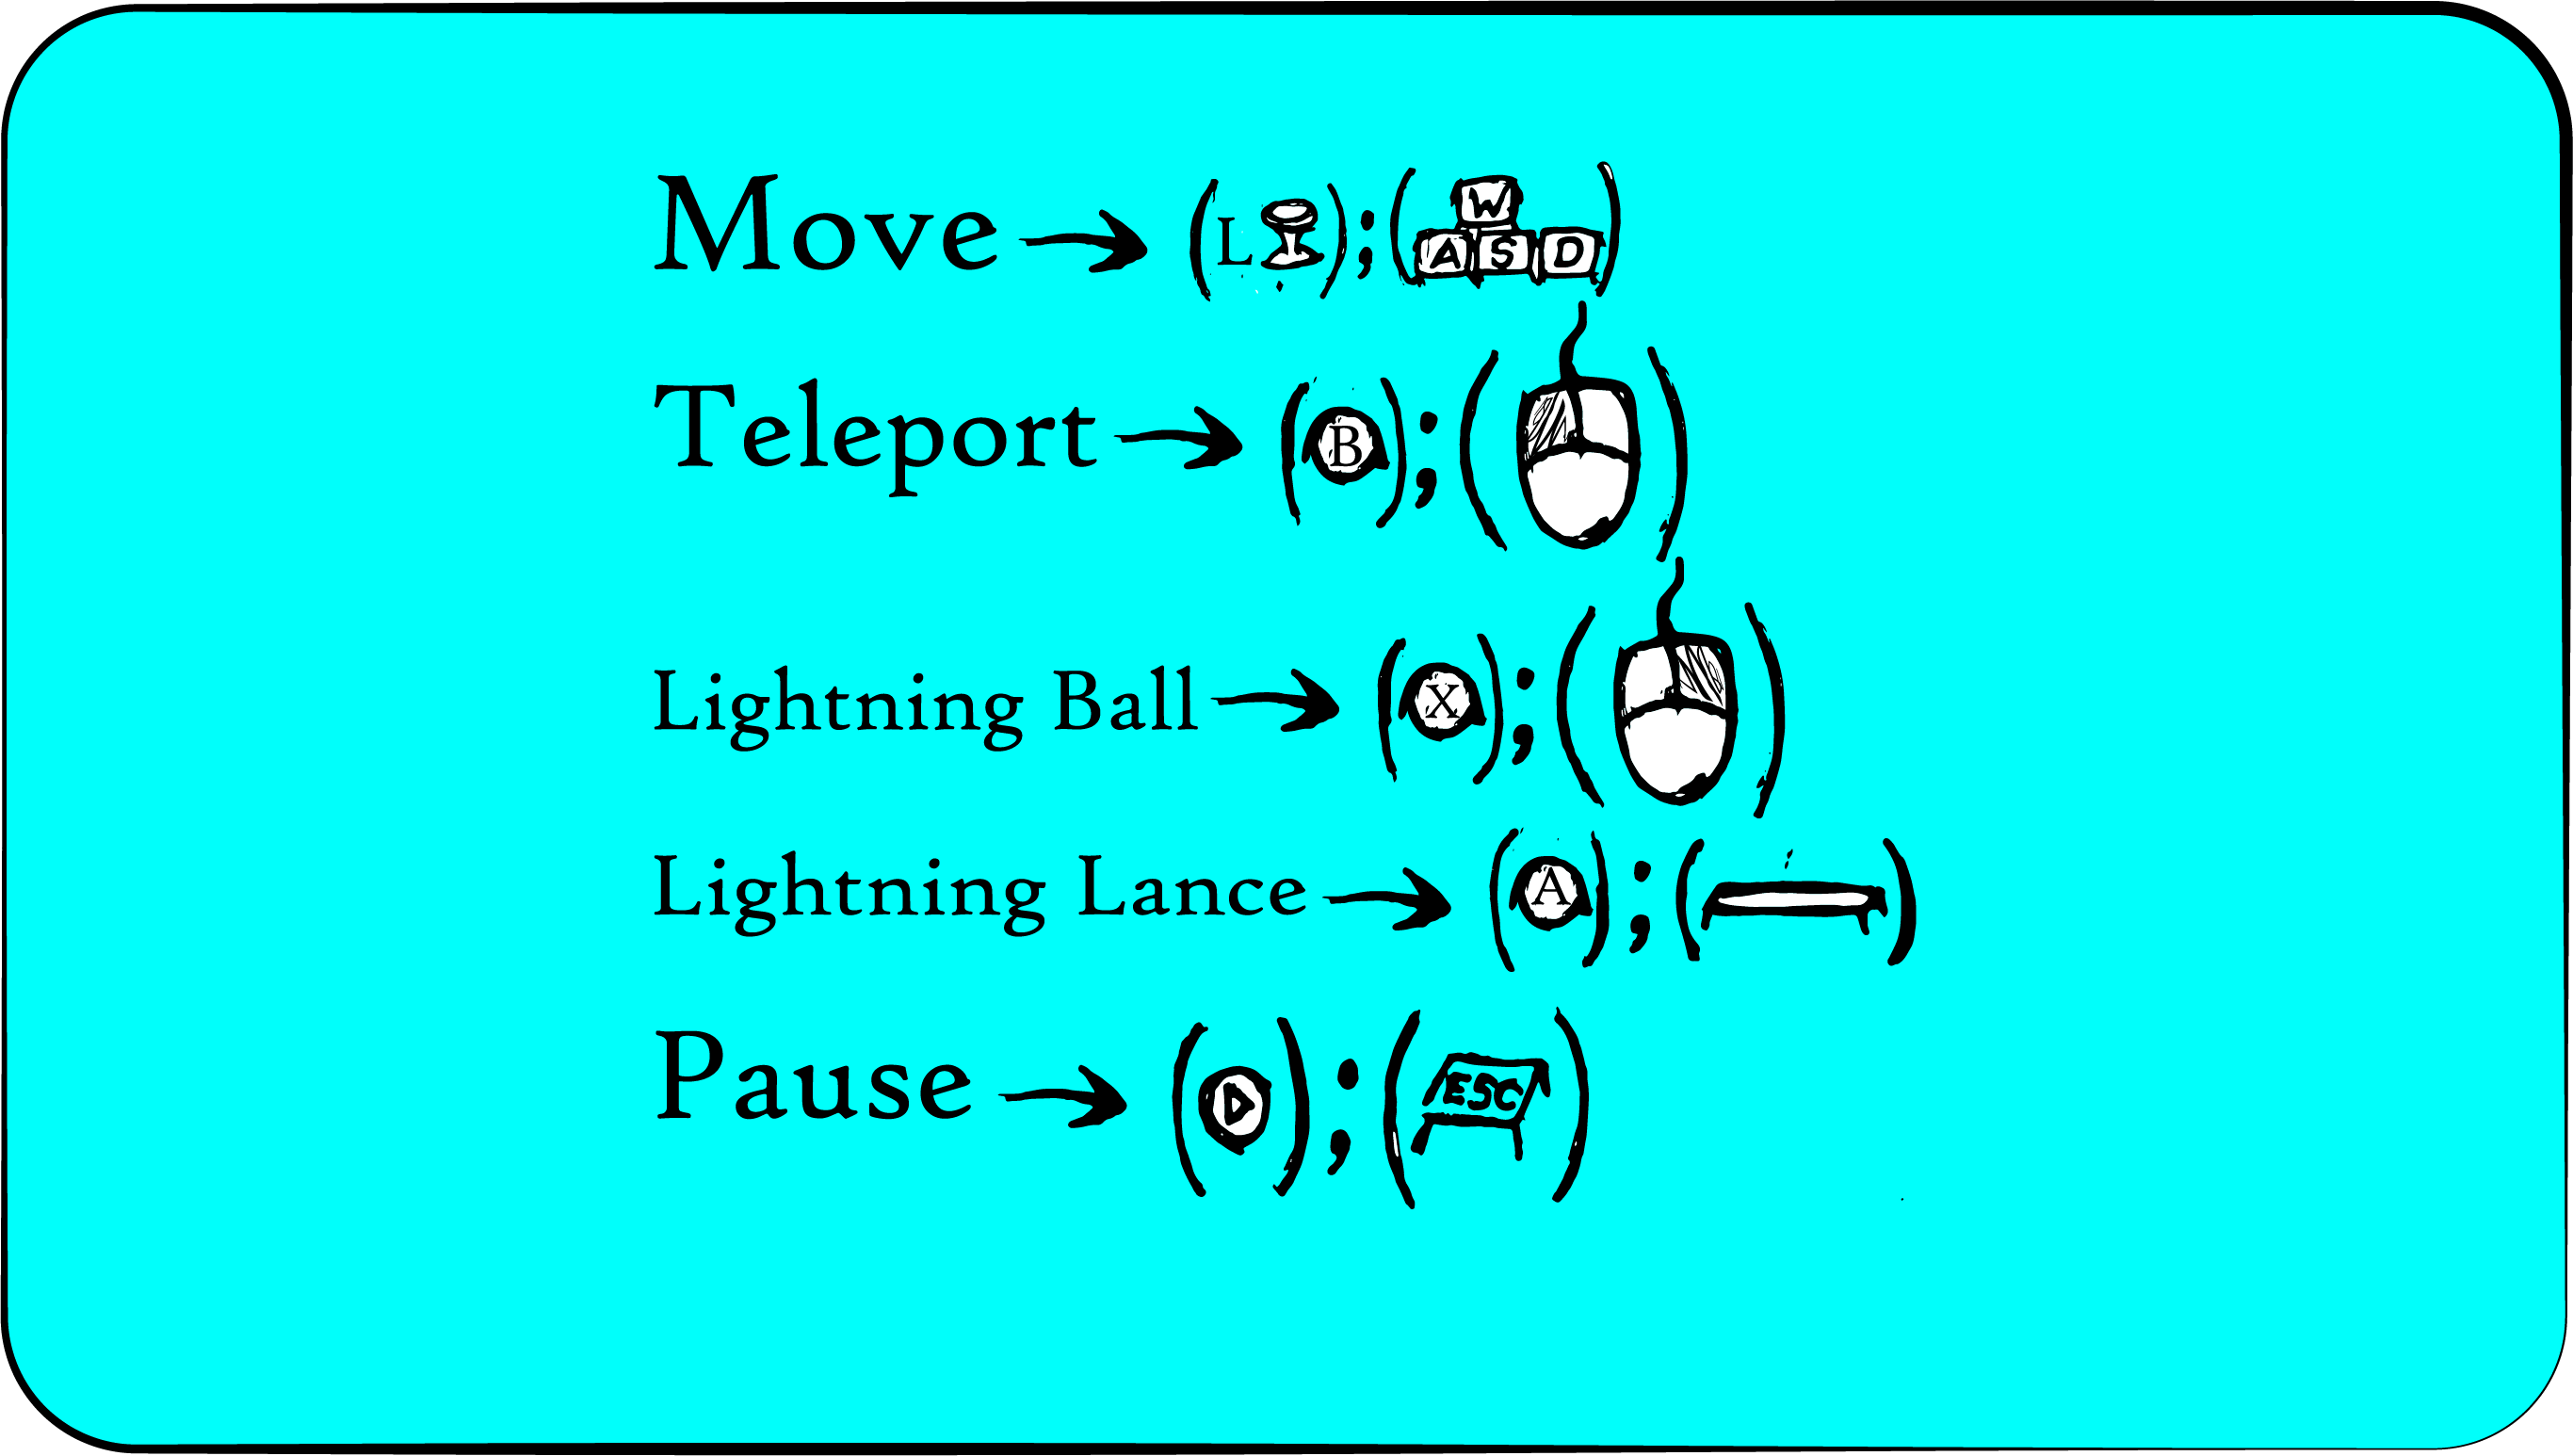 Move (L);(W A S D)
Teleport (B);( )
Lightning Ball (X);( )
Lightning Lance (A);( )
Pause ( );(ESC)